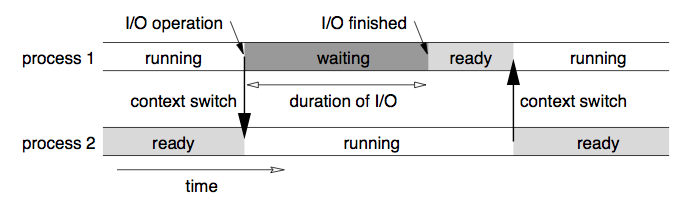 I/O operation I/O finished
process 1 running waiting ready running
context switch duration of I/O context switch
process 2 ready running ready
time